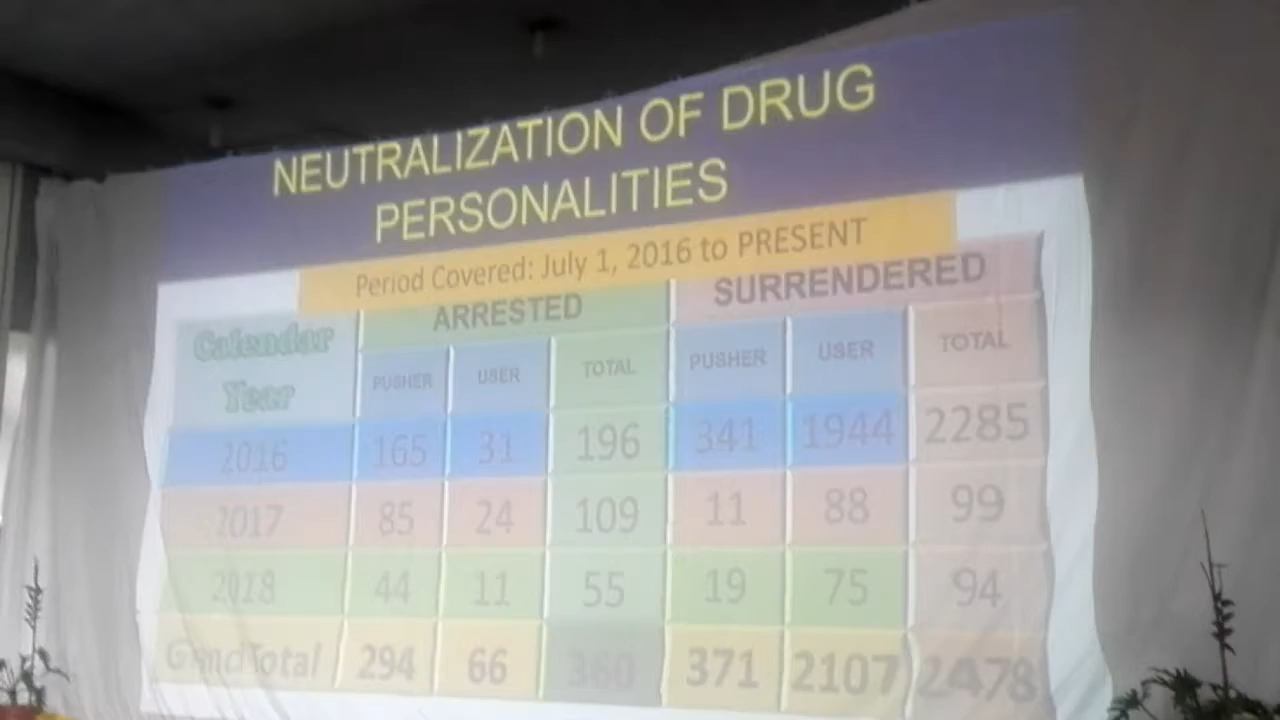 NEUTRALIZATION OF DRUG
PERSONALITIES
Period Covered: July 1, 2016 to PRESENT
Calendar Year ARRESTED SURRENDERED
PUSHER USER TOTAL PUSHER USER TOTAL
2016 165 31 196 341 1944 2285
2017 85 24 109 11 88 99
2018 44 11 55 19 75 94
Grand Total 294 66 360 371 2107 2478